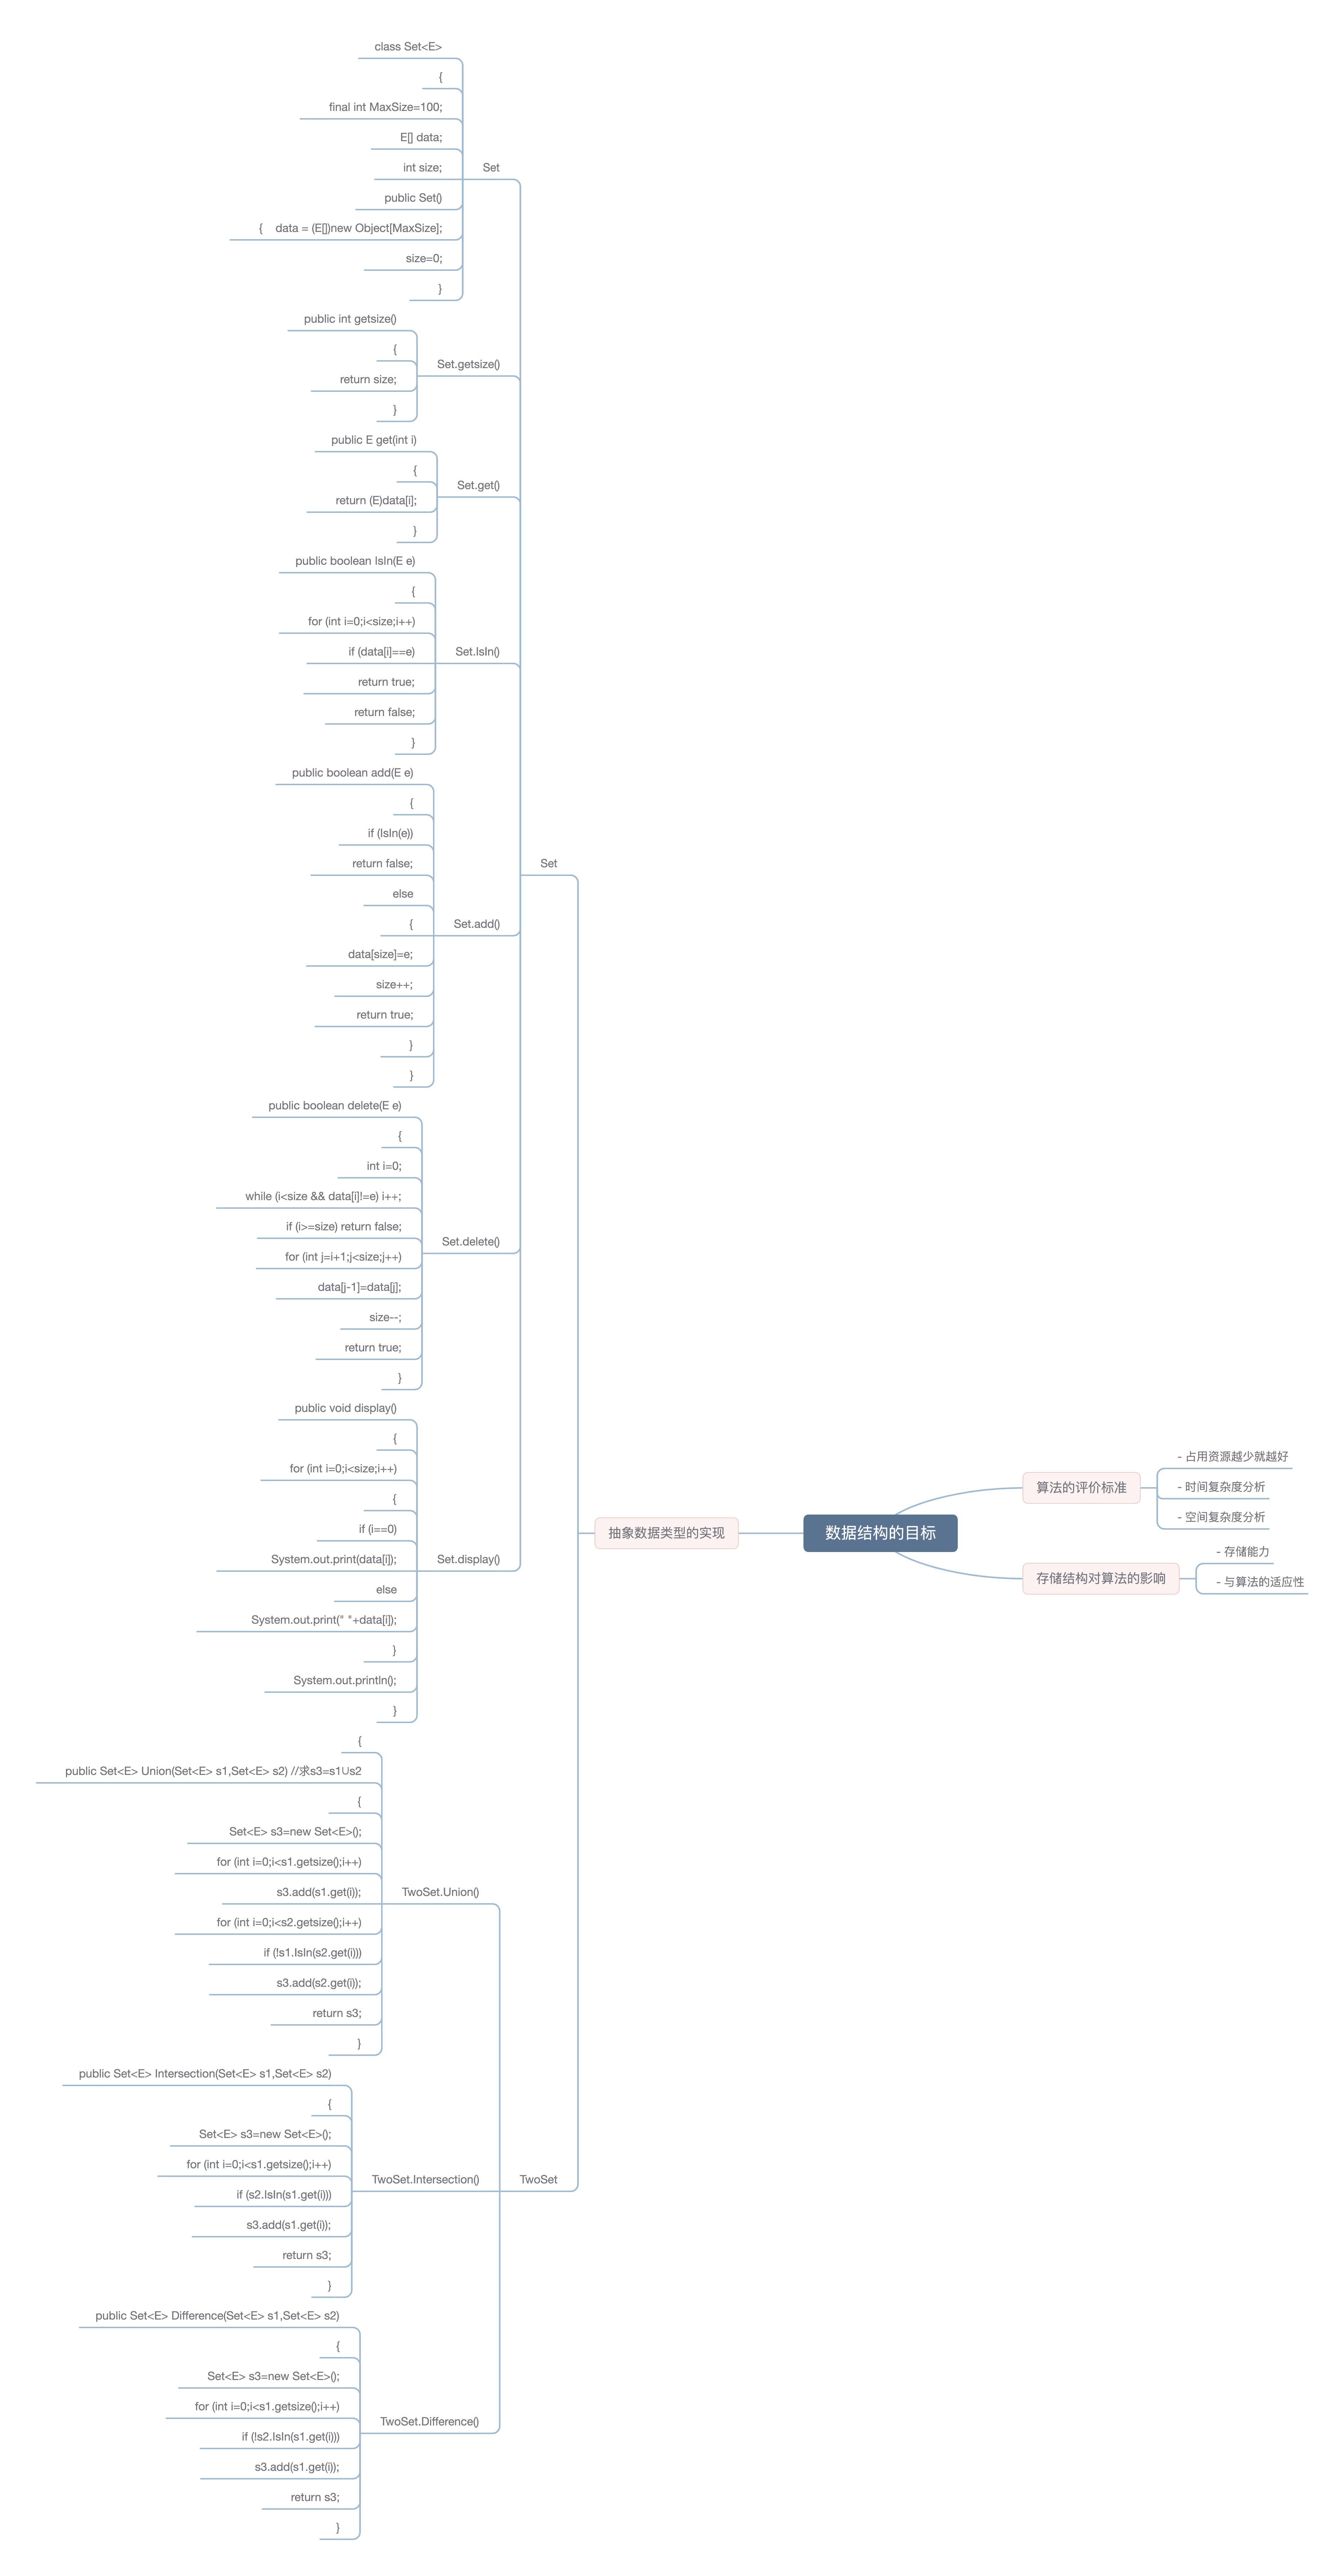 数据结构的目标
算法的评价标准
- 占用资源越少就越好
- 时间复杂度分析
- 空间复杂度分析
存储结构对算法的影响
- 存储能力
- 与算法的适应性
抽象数据类型的实现
Set
Set
class Set<E>
{
final int MaxSize=100;
E[] data;
int size;
public Set()
{    data = (E[])new Object[MaxSize];
size=0;
}
Set.getsize()
public int getsize()
{
return size;
}
Set.get()
public E get(int i)
{
return (E)data[i];
}
Set.IsIn()
public boolean IsIn(E e)
{
for (int i=0;i<size;i++)
if (data[i]==e)
return true;
return false;
}
Set.add()
public boolean add(E e)
{
if (IsIn(e))
return false;
else
{
data[size]=e;
size++;
return true;
}
}
Set.delete()
public boolean delete(E e)
{
int i=0;
while (i<size && data[i]!=e) i++;
if (i>=size) return false;
for (int j=i+1;j<size;j++)
data[j-1]=data[j];
size--;
return true;
}
Set.display()
public void display()
{
for (int i=0;i<size;i++)
{
if (i==0)
System.out.print(data[i]);
else
System.out.print(" "+data[i]);
}
System.out.println();
}
TwoSet
TwoSet.Union()
{
public Set<E> Union(Set<E> s1,Set<E> s2) //求s3=s1∪s2
{
Set<E> s3=new Set<E>();
for (int i=0;i<s1.getsize();i++)
s3.add(s1.get(i));
for (int i=0;i<s2.getsize();i++)
if (!s1.IsIn(s2.get(i)))
s3.add(s2.get(i));
return s3;
}
TwoSet.Intersection()
public Set<E> Intersection(Set<E> s1,Set<E> s2)
{
Set<E> s3=new Set<E>();
for (int i=0;i<s1.getsize();i++)
if (s2.IsIn(s1.get(i)))
s3.add(s1.get(i));
return s3;
}
TwoSet.Difference()
public Set<E> Difference(Set<E> s1,Set<E> s2)
{
Set<E> s3=new Set<E>();
for (int i=0;i<s1.getsize();i++)
if (!s2.IsIn(s1.get(i)))
s3.add(s1.get(i));
return s3;
}